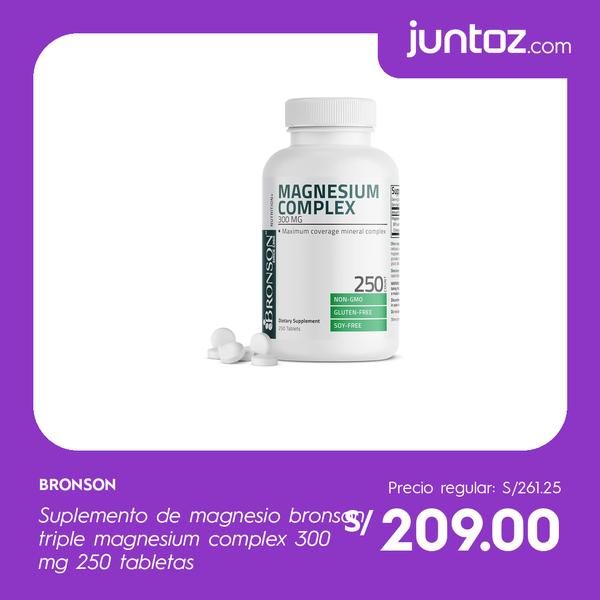 juntoz.com
MAGNESIUM
COMPLEX
300 MG
• Maximum coverage mineral complex
BRONSON
NUTRITION
250
COUNT
NON-GMO
GLUTEN-FREE
SOY-FREE
Dietary Supplement
250 Tablets
BRONSON
Precio regular: S/261.25
Suplemento de magnesio bronson
triple magnesium complex 300
mg 250 tabletas
S/ 209.00